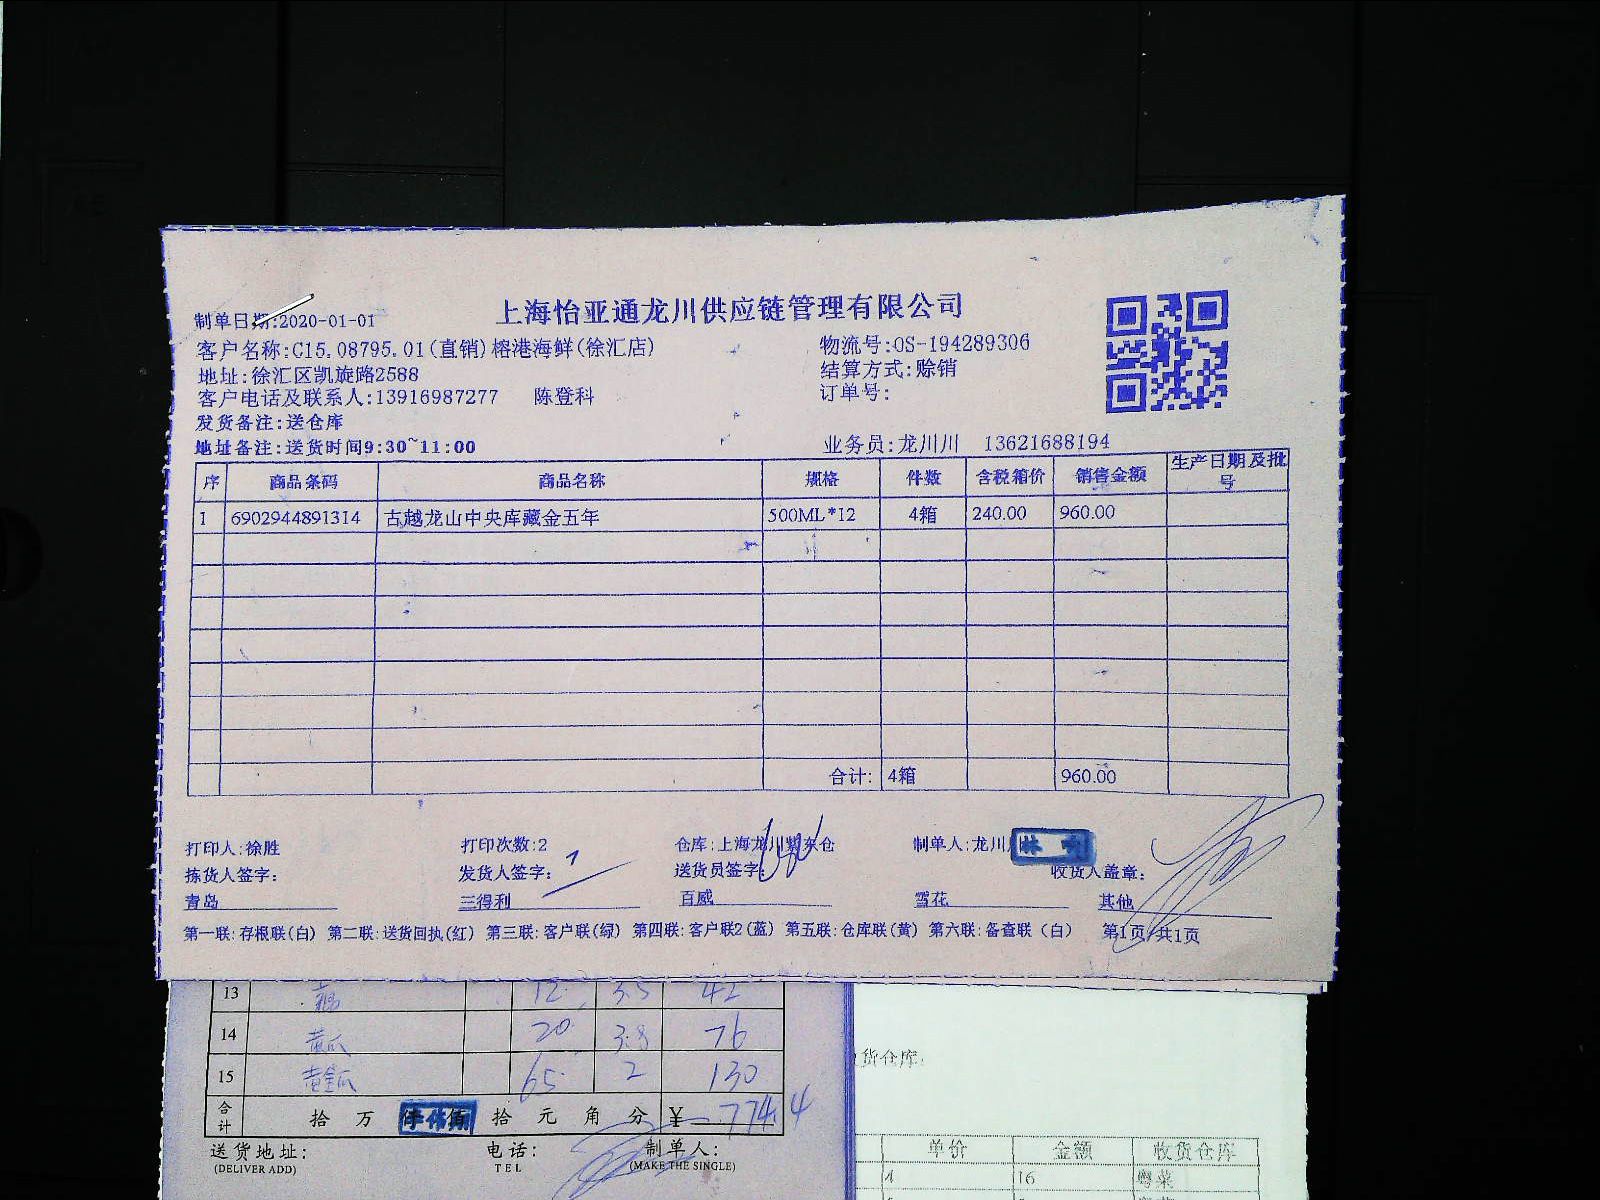 上海怡亚通龙川供应链管理有限公司
制单日期:2020-01-01
客户名称:C15.08795.01(直销)榕港海鲜(徐汇店) 物流号:OS-194289306
地址:徐汇区凯旋路2588 结算方式:赊销
客户电话及联系人:13916987277 陈登科 订单号:
发货备注:送仓库
地址备注:送货时间9:30~11:00 业务员:龙川川 13621688194
序 商品条码 商品名称 规格 件数 含税箱价 销售金额 生产日期及批号
1 6902944891314 古越龙山中央库藏金五年 500ML*12 4箱 240.00 960.00
合计: 4箱 960.00
打印人:徐胜 打印次数:2 仓库:上海龙川紫东仓 制单人:龙川
拣货人签字: 发货人签字: 送货员签字: 收货人盖章:
青岛 三得利 百威 雪花 其他
第一联:存根联(白) 第二联:送货回执(红) 第三联:客户联(绿) 第四联:客户联2(蓝) 第五联:仓库联(黄) 第六联:备查联(白) 第1页/共1页
13 12 3.5 42
14 黄瓜 20 3.8 76
15 黄金瓜 65 2 130
合计 拾 万 拾 元 角 分 ¥ 774.4
送货地址: 电话: 制单人:
(DELIVER ADD) TEL (MAKE THE SINGLE)
货仓库:
单价 金额 收货仓库
4 16 粤菜